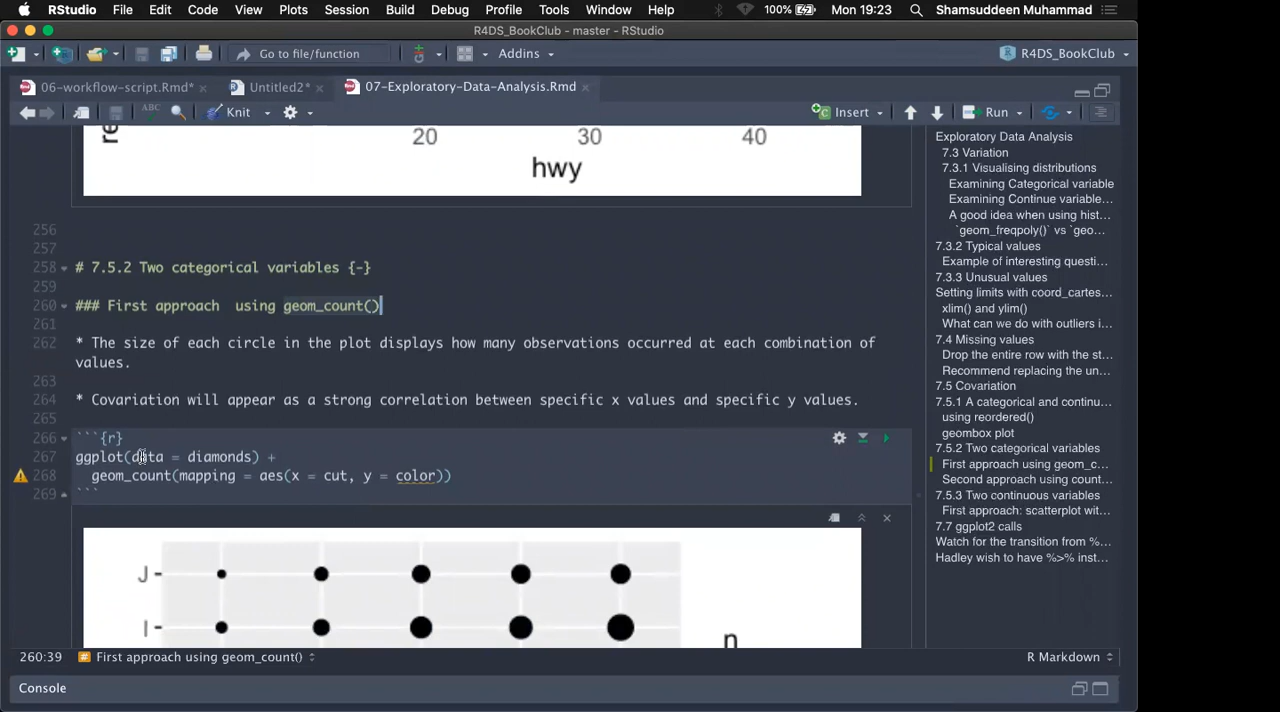 RStudio File Edit Code View Plots Session Build Debug Profile Tools Window Help 100% Mon 19:23 Shamsuddeen Muhammad
R4DS_BookClub - master - RStudio
Go to file/function Addins R4DS_BookClub
06-workflow-script.Rmd* Untitled2* 07-Exploratory-Data-Analysis.Rmd
ABC Knit Insert Run
20 30 40
hwy
256
257
258 # 7.5.2 Two categorical variables {-}
259
260 ### First approach  using geom_count()
261
262 * The size of each circle in the plot displays how many observations occurred at each combination of
values.
263
264 * Covariation will appear as a strong correlation between specific x values and specific y values.
265
266 ```{r}
267 ggplot(data = diamonds) +
268 geom_count(mapping = aes(x = cut, y = color))
269 ```
J
I
n
260:39 First approach using geom_count() R Markdown
Console
Exploratory Data Analysis
7.3 Variation
7.3.1 Visualising distributions
Examining Categorical variable
Examining Continue variable...
A good idea when using hist...
`geom_freqpoly()` vs `geo...
7.3.2 Typical values
Example of interesting questi...
7.3.3 Unusual values
Setting limits with coord_cartes...
xlim() and ylim()
What can we do with outliers i...
7.4 Missing values
Drop the entire row with the st...
Recommend replacing the un...
7.5 Covariation
7.5.1 A categorical and continu...
using reordered()
geombox plot
7.5.2 Two categorical variables
First approach using geom_c...
Second approach using count...
7.5.3 Two continuous variables
First approach: scatterplot wit...
7.7 ggplot2 calls
Watch for the transition from %...
Hadley wish to have %>% inst...